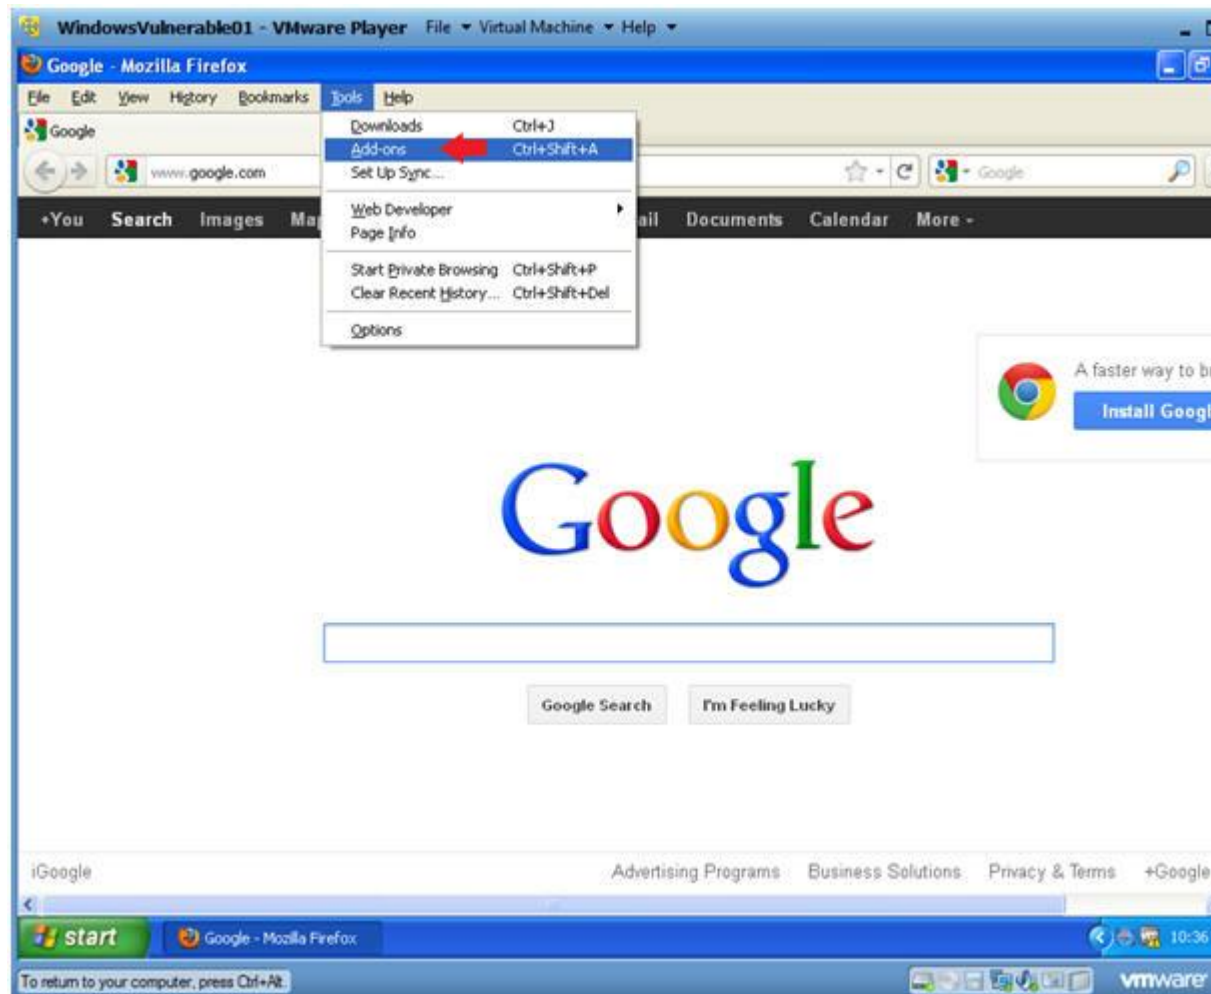 WindowsVulnerable01 - VMware Player File Virtual Machine Help
Google - Mozilla Firefox
File Edit View History Bookmarks Tools Help
Google
Downloads Ctrl+J
Add-ons Ctrl+Shift+A
www.google.com
Set Up Sync...
Google
Web Developer
+You Search Images Ma ail Documents Calendar More
Page Info
Start Private Browsing Ctrl+Shift+P
Clear Recent History... Ctrl+Shift+Del
Options
A faster way to b
Install Googl
Google
Google Search I'm Feeling Lucky
iGoogle Advertising Programs Business Solutions Privacy & Terms +Google
start Google - Mozilla Firefox 10:36
To return to your computer, press Ctrl+Alt. vmware